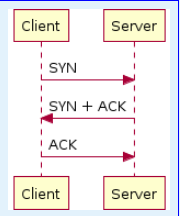 Client Server
SYN
SYN + ACK
ACK
Client Server